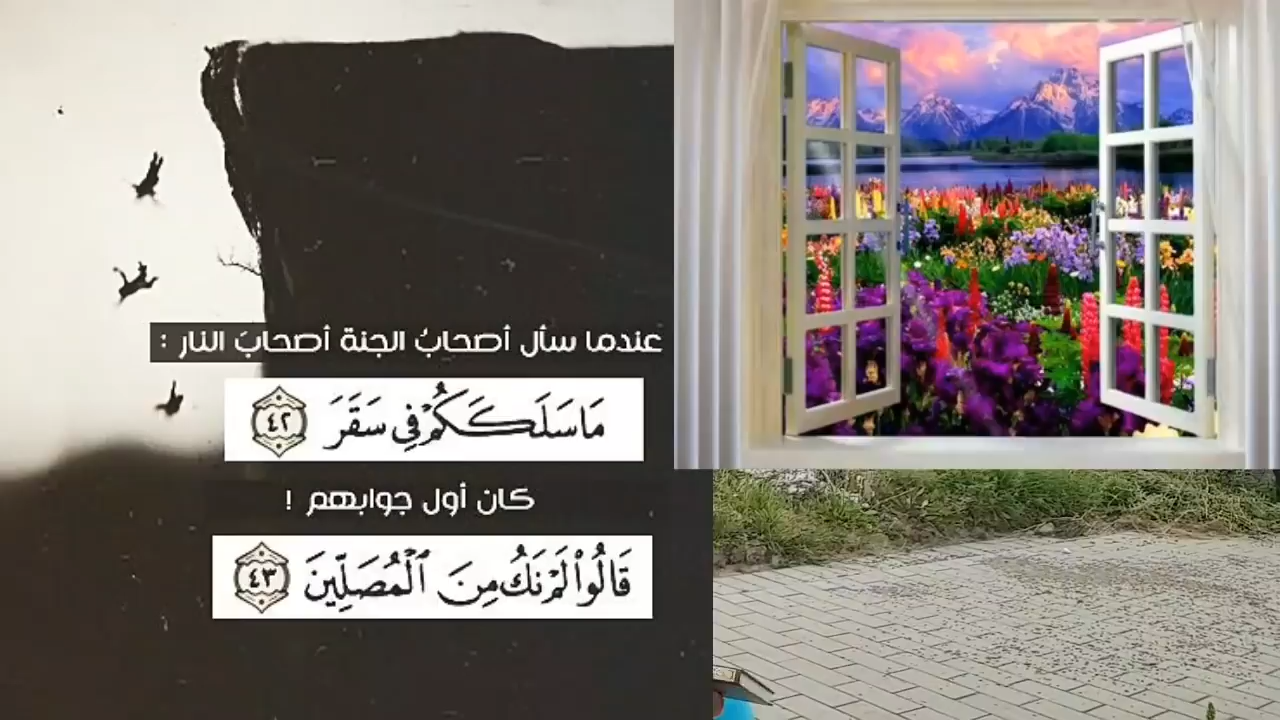 عندما سأل أصحابُ الجنة أصحابَ النار :
مَا سَلَكَكُمْ فِي سَقَرَ ٤٢
كان أول جوابهم !
قَالُوا۟ لَمْ نَكُ مِنَ ٱلْمُصَلِّينَ ٤٣